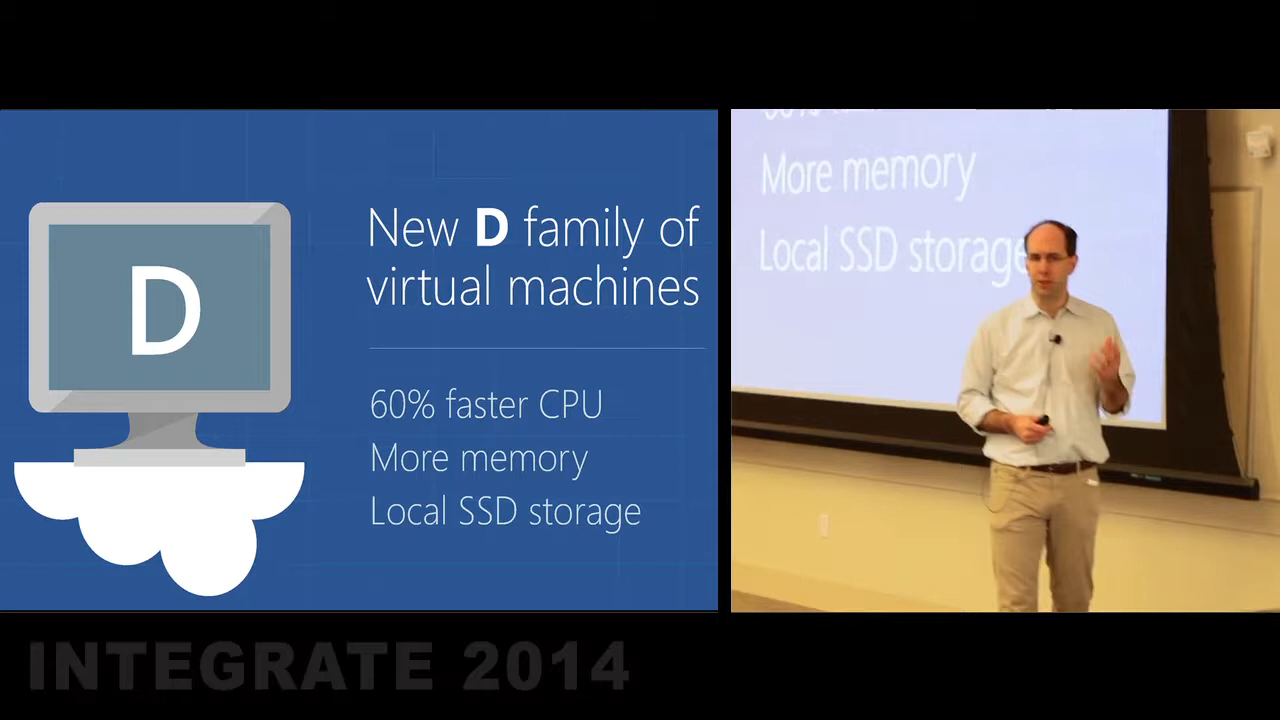 D
New D family of
virtual machines
60% faster CPU
More memory
Local SSD storage
More memory
Local SSD storage
INTEGRATE 2014